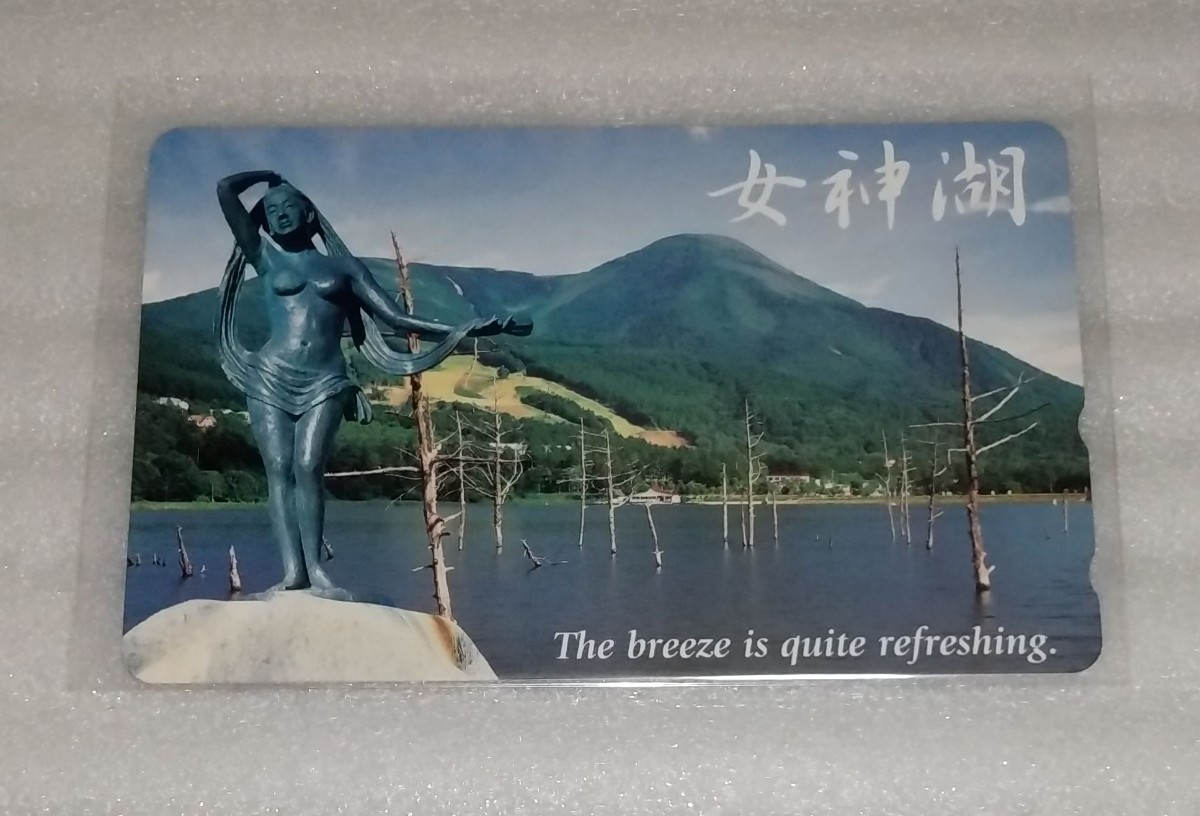 女神湖
The breeze is quite refreshing.